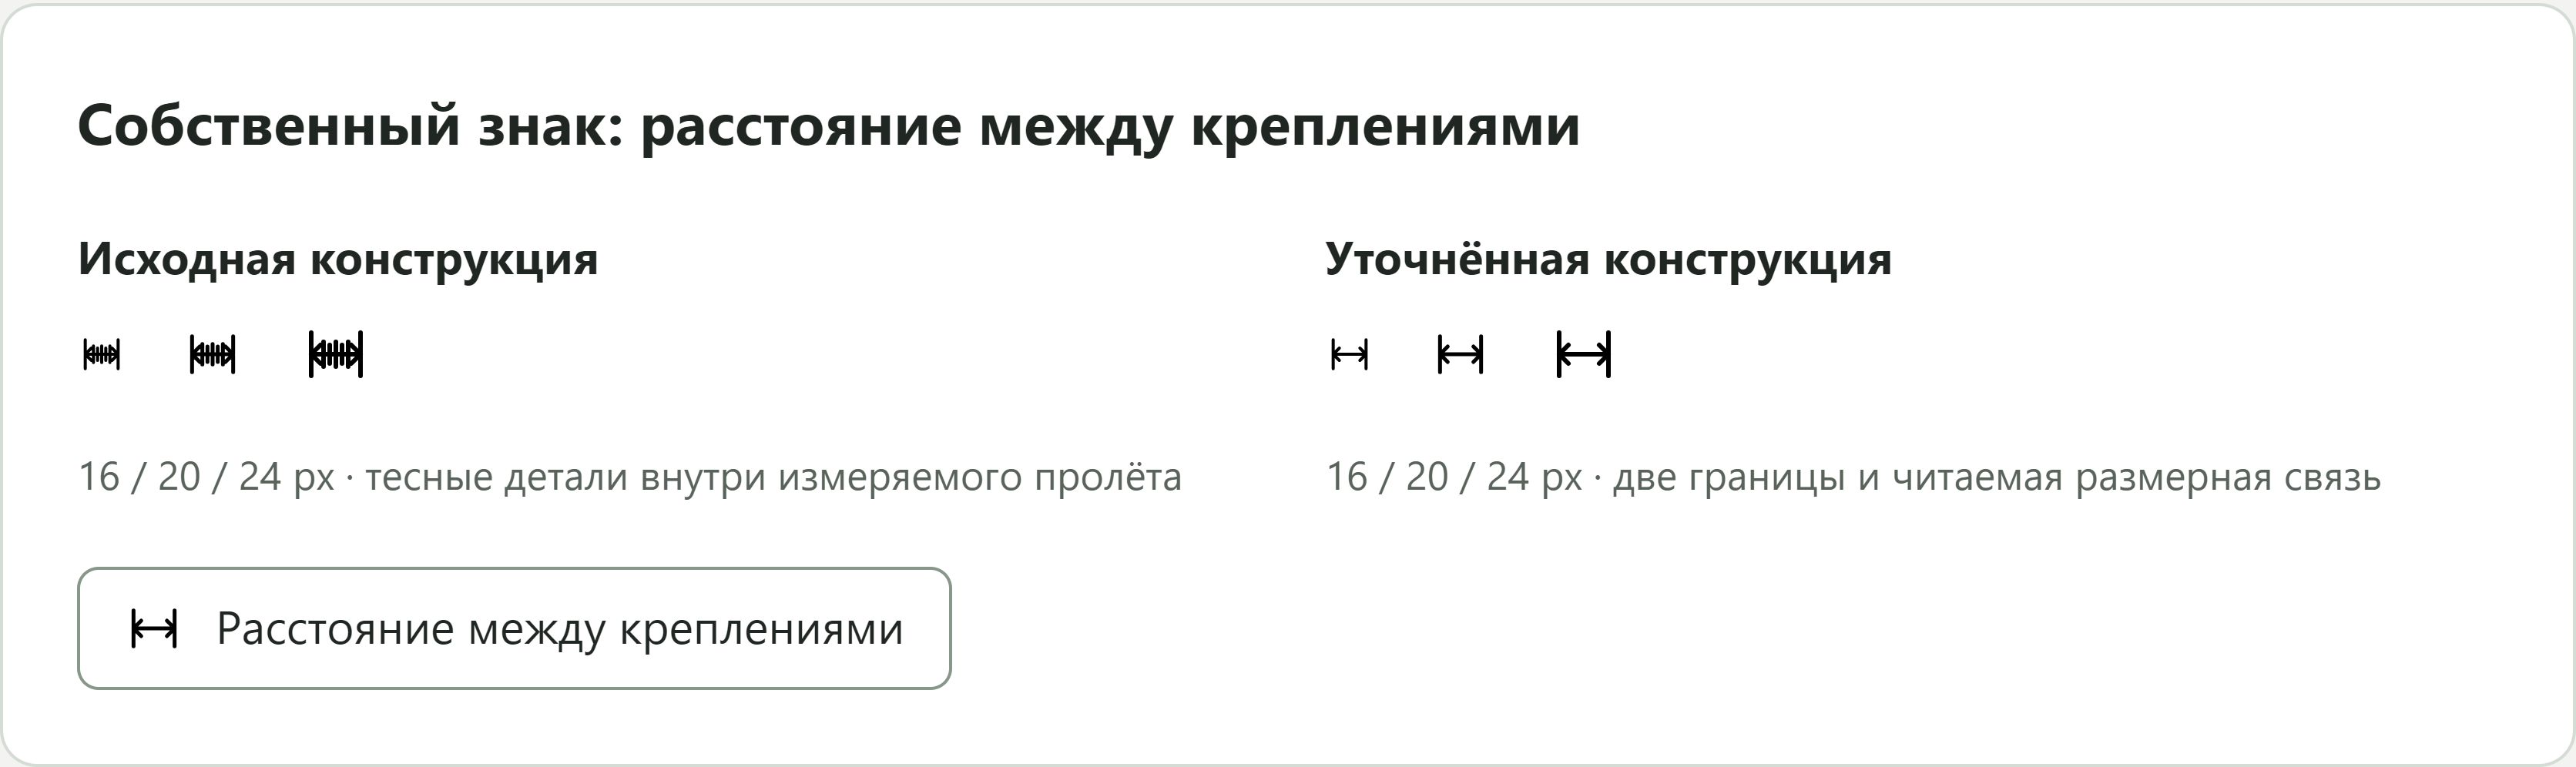 Собственный знак: расстояние между креплениями
Исходная конструкция
16 / 20 / 24 px · тесные детали внутри измеряемого пролёта
Уточнённая конструкция
16 / 20 / 24 px · две границы и читаемая размерная связь
Расстояние между креплениями